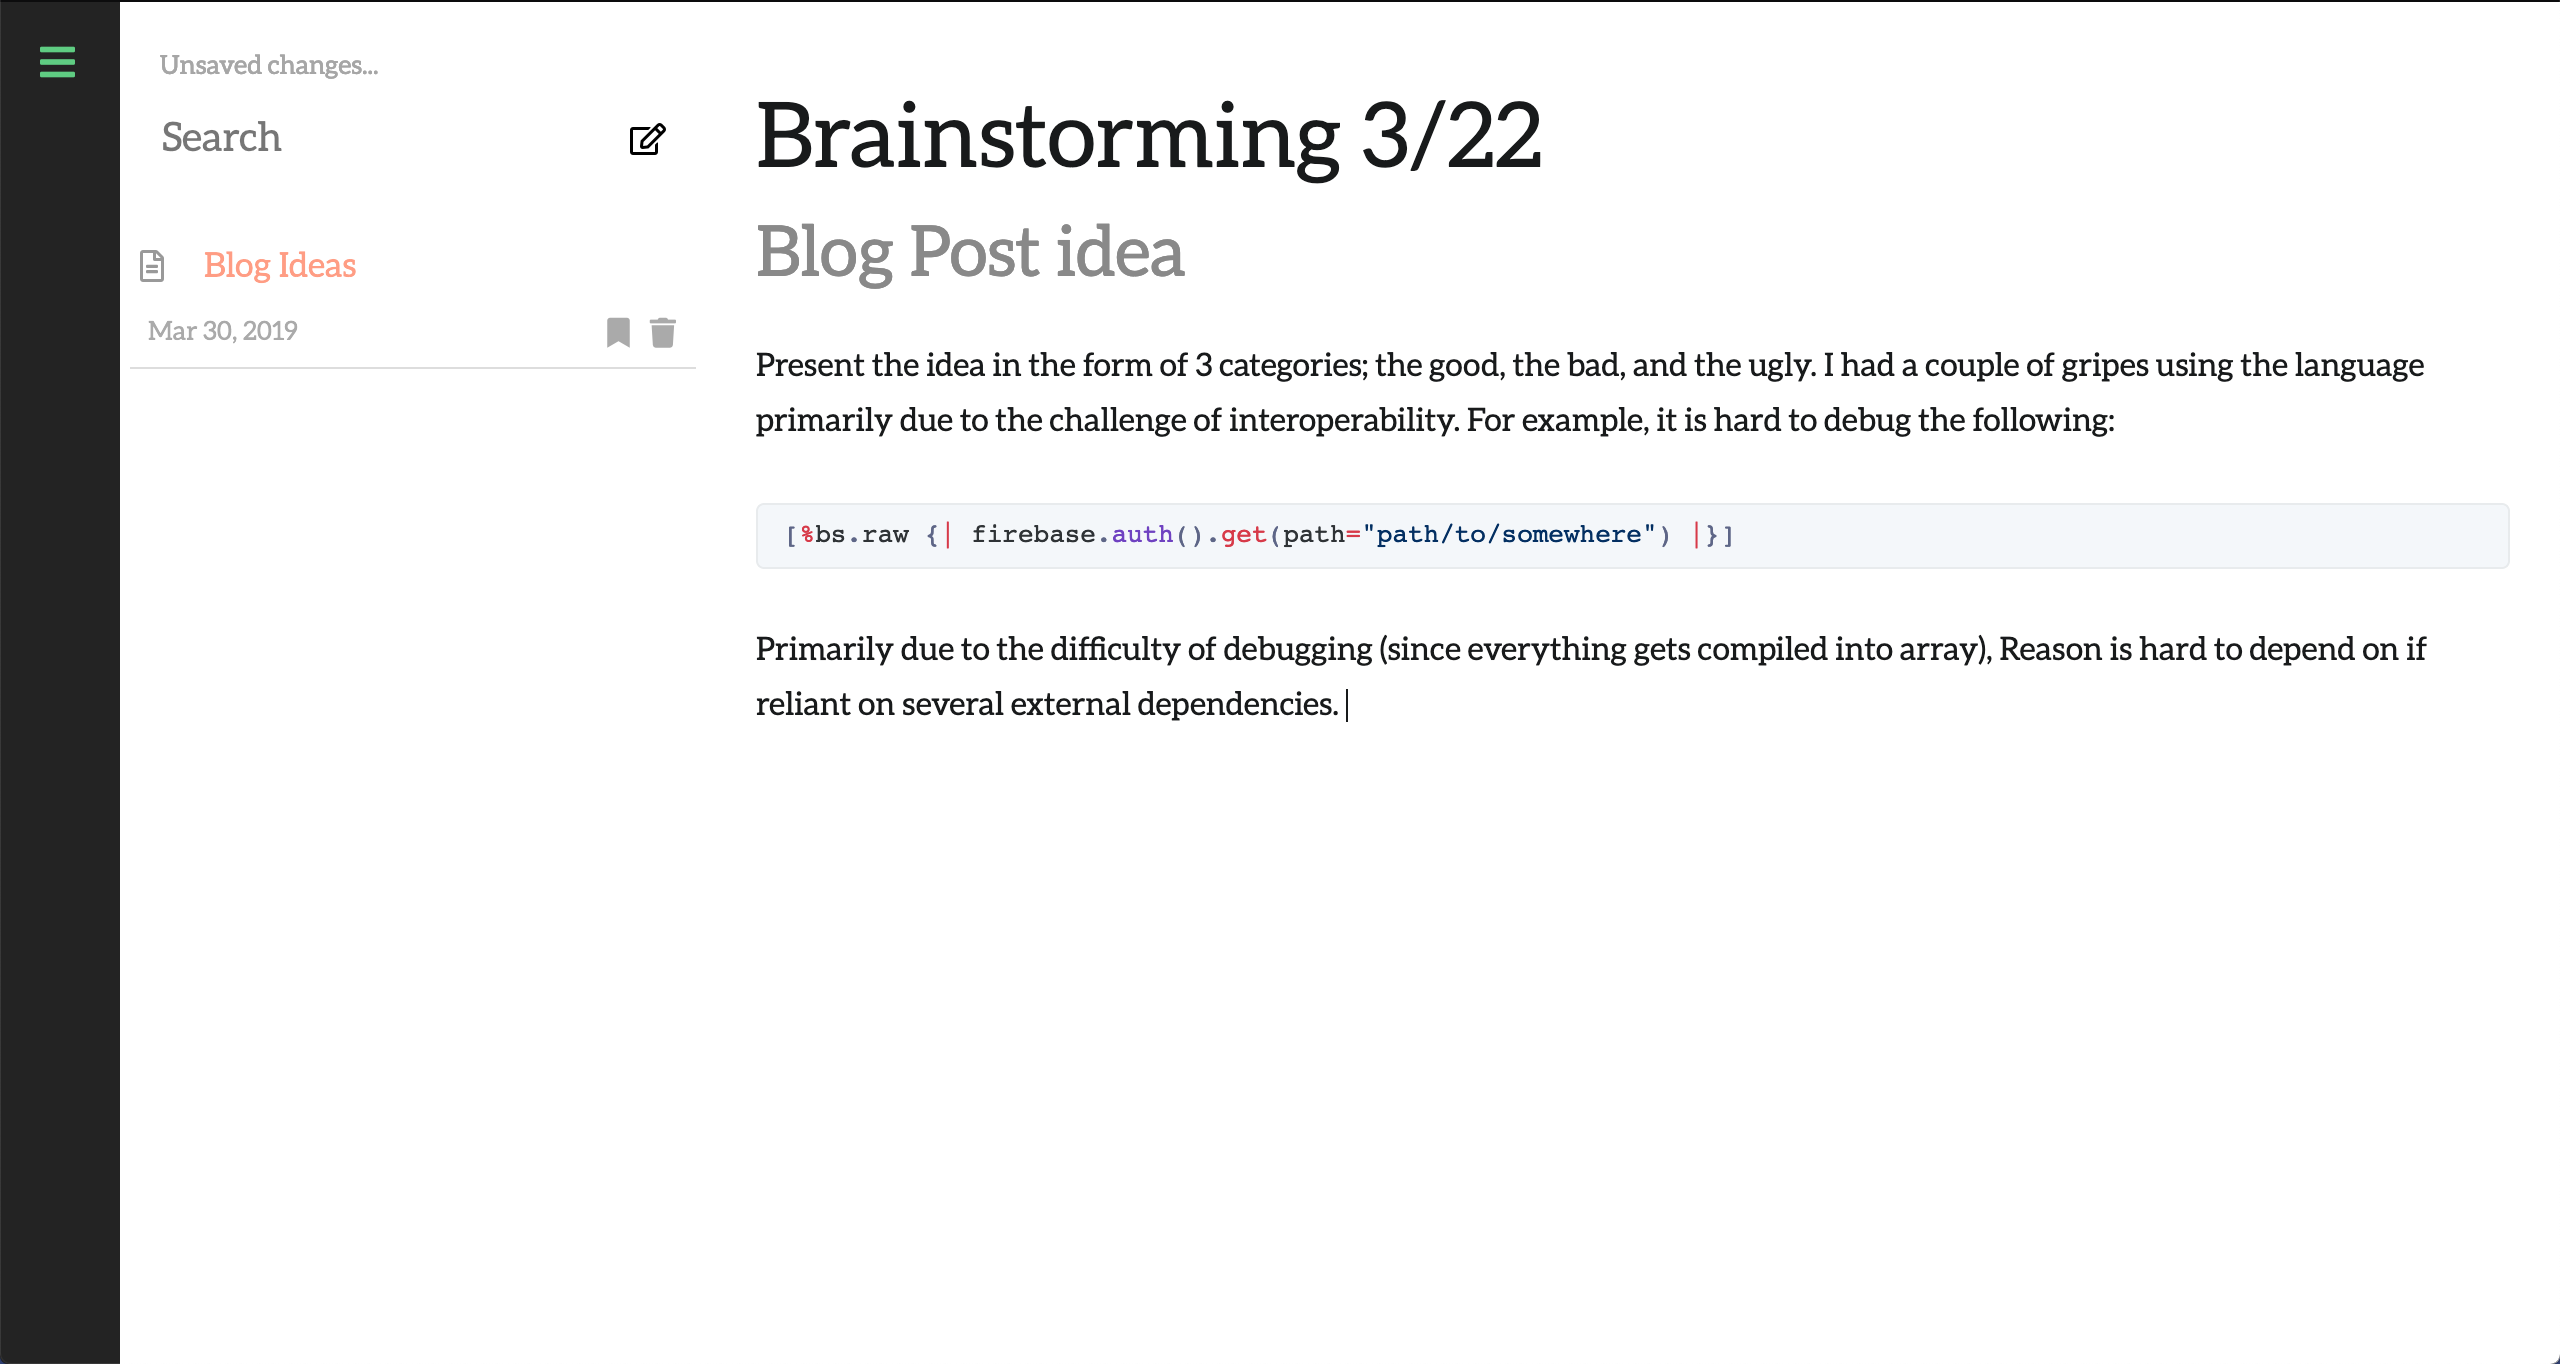 Unsaved changes...
Search
Blog Ideas
Mar 30, 2019
Brainstorming 3/22
Blog Post idea
Present the idea in the form of 3 categories; the good, the bad, and the ugly. I had a couple of gripes using the language
primarily due to the challenge of interoperability. For example, it is hard to debug the following:
[%bs.raw {| firebase.auth().get(path="path/to/somewhere") |}]
Primarily due to the difficulty of debugging (since everything gets compiled into array), Reason is hard to depend on if
reliant on several external dependencies.